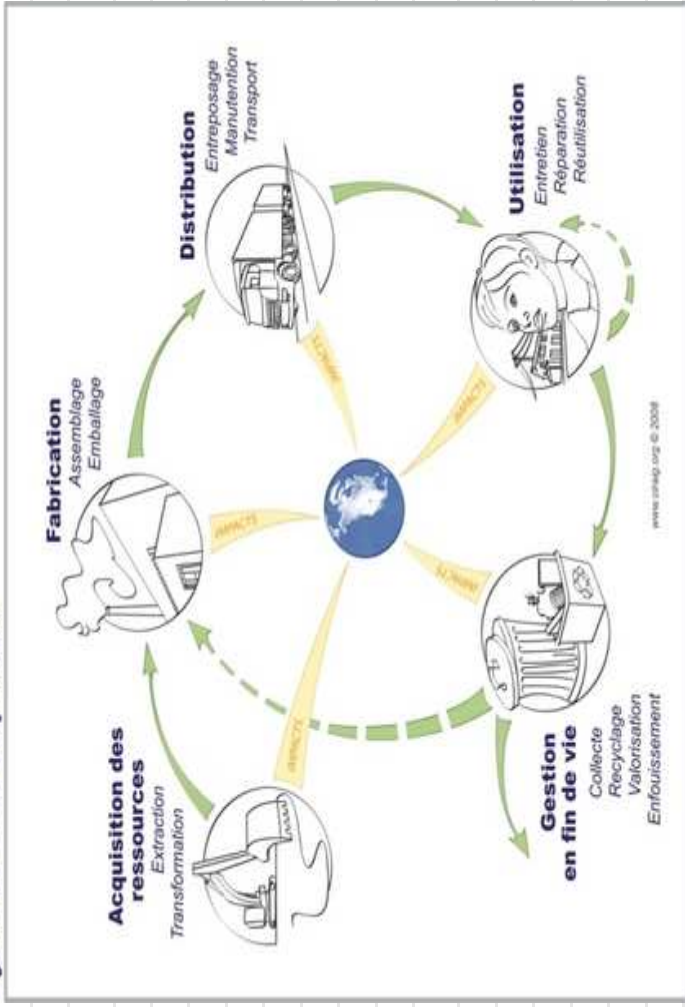 Acquisition des
ressources
Extraction
Transformation
Fabrication
Assemblage
Emballage
Distribution
Entreposage
Manutention
Transport
Utilisation
Entretien
Réparation
Réutilisation
Gestion
en fin de vie
Collecte
Recyclage
Valorisation
Enfouissement
IMPACTS
IMPACTS
IMPACTS
IMPACTS
IMPACTS
www.ciraig.org © 2008